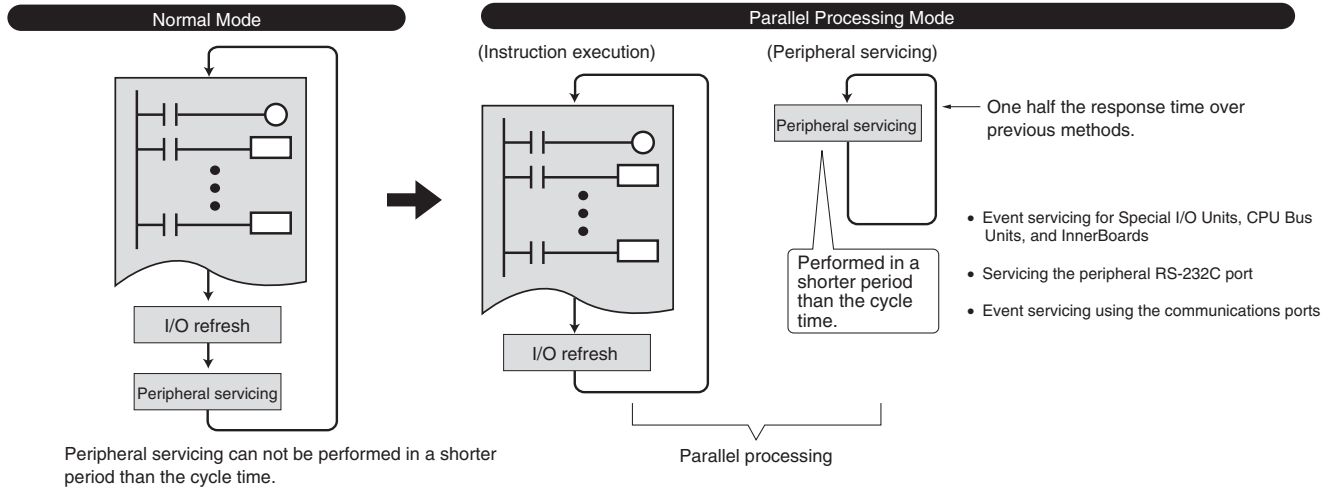 Normal Mode
Parallel Processing Mode
(Instruction execution)
(Peripheral servicing)
Peripheral servicing
One half the response time over
previous methods.
• Event servicing for Special I/O Units, CPU Bus
Units, and InnerBoards
• Servicing the peripheral RS-232C port
• Event servicing using the communications ports
Performed in a
shorter period
than the cycle
time.
I/O refresh
Peripheral servicing
I/O refresh
Peripheral servicing can not be performed in a shorter
period than the cycle time.
Parallel processing